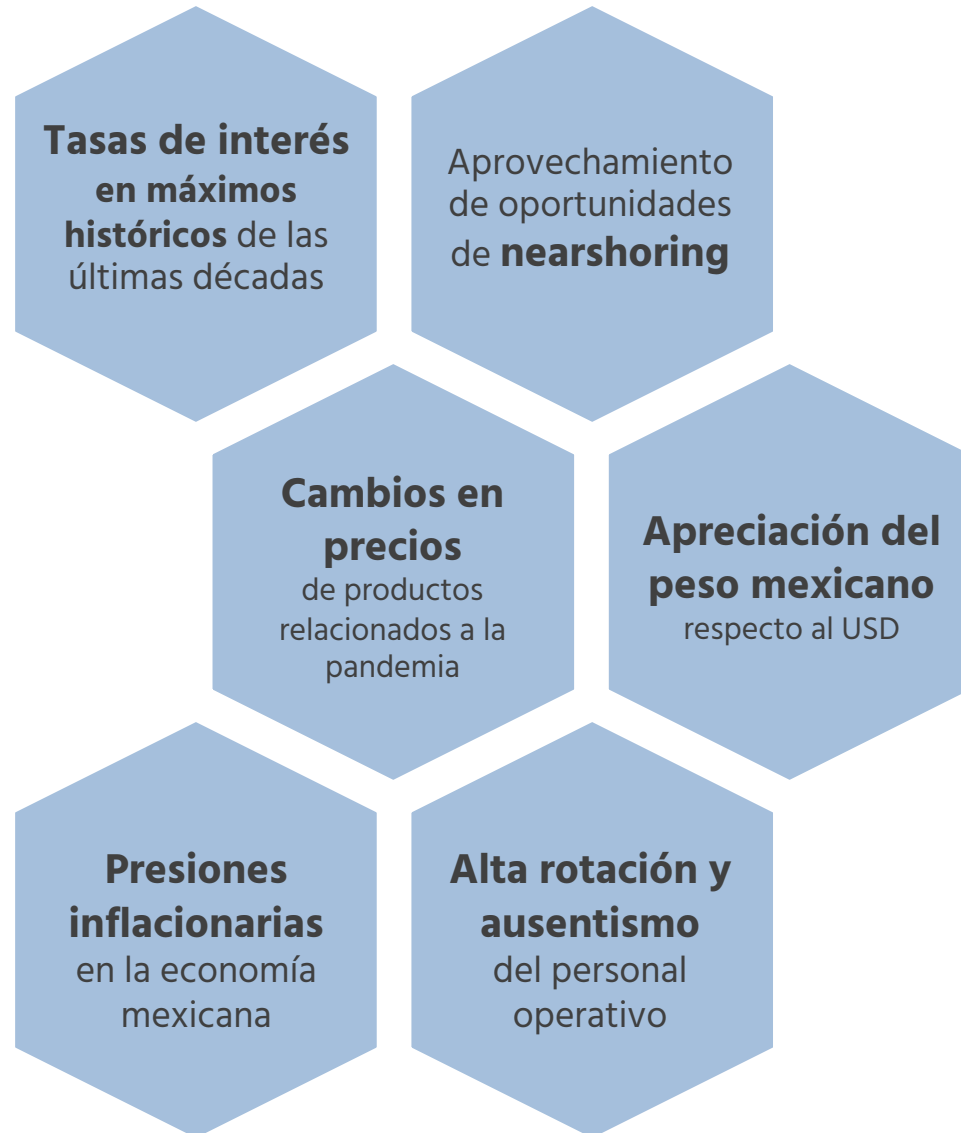 Tasas de interés
en máximos
históricos de las
últimas décadas
Aprovechamiento
de oportunidades
de nearshoring
Cambios en
precios
de productos
relacionados a la
pandemia
Apreciación del
peso mexicano
respecto al USD
Presiones
inflacionarias
en la economía
mexicana
Alta rotación y
ausentismo
del personal
operativo